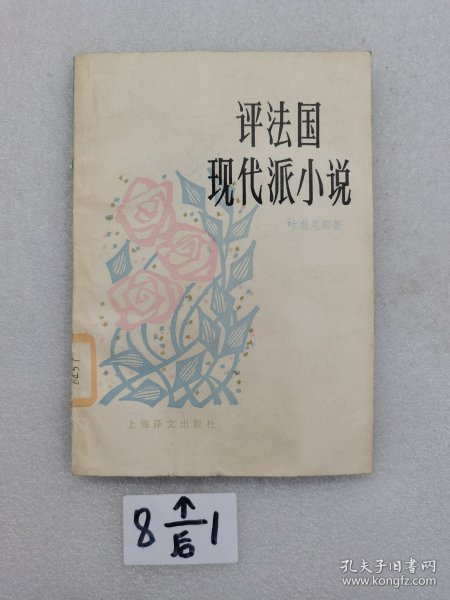 评法国
现代派小说
叶甫尼娜著
上海译文出版社
8 ↑ 1
后
孔夫子旧书网
www.kongfz.com